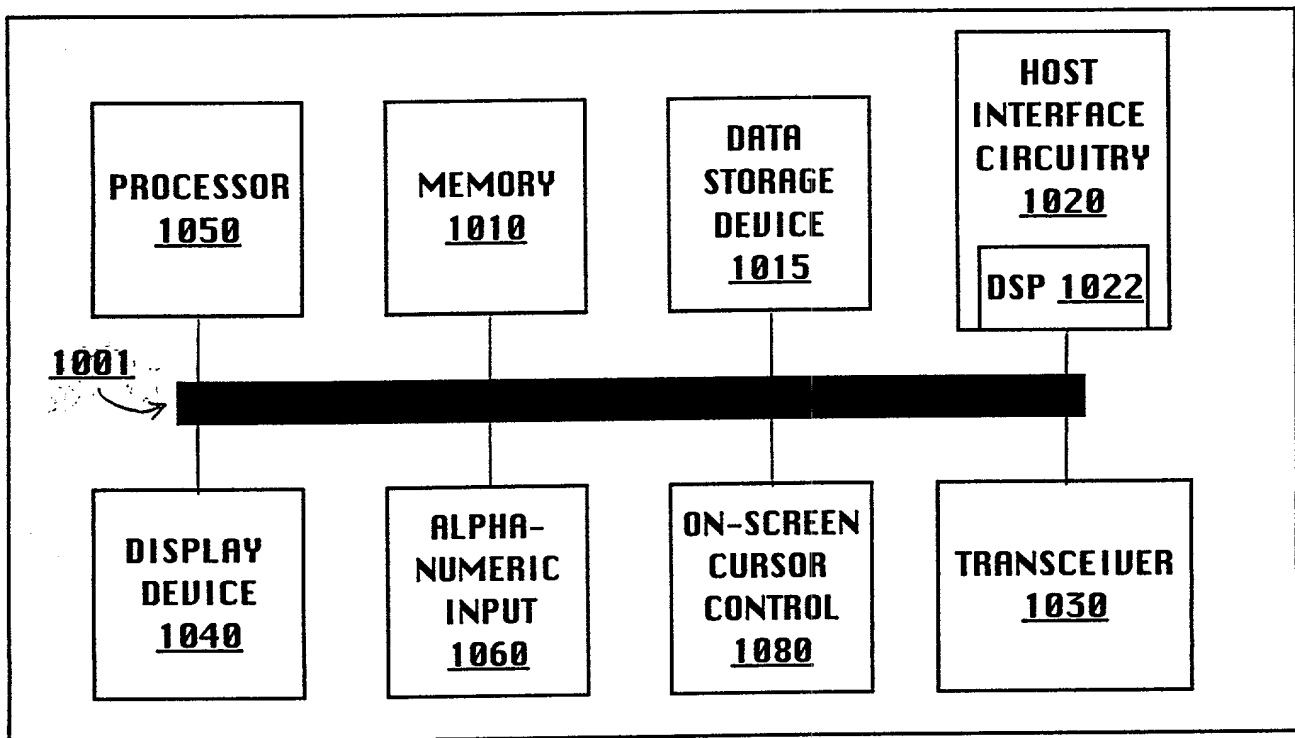 PROCESSOR
1050
MEMORY
1010
DATA
STORAGE
DEVICE
1015
HOST
INTERFACE
CIRCUITRY
1020
DSP 1022
1001
DISPLAY
DEVICE
1040
ALPHA-
NUMERIC
INPUT
1060
ON-SCREEN
CURSOR
CONTROL
1080
TRANSCEIVER
1030